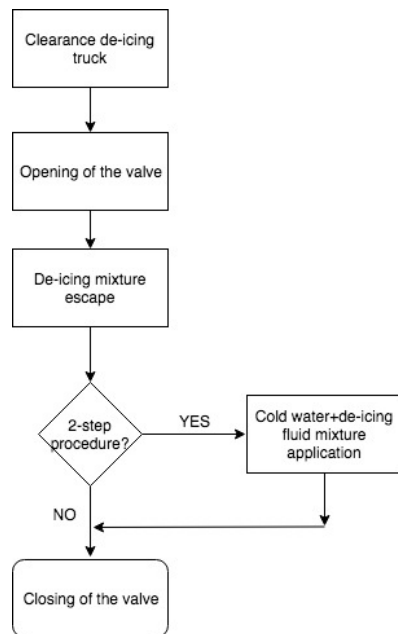 Clearance de-icing
truck
Opening of the valve
De-icing mixture
escape
2-step
procedure?
YES
Cold water+de-icing
fluid mixture
application
NO
Closing of the valve